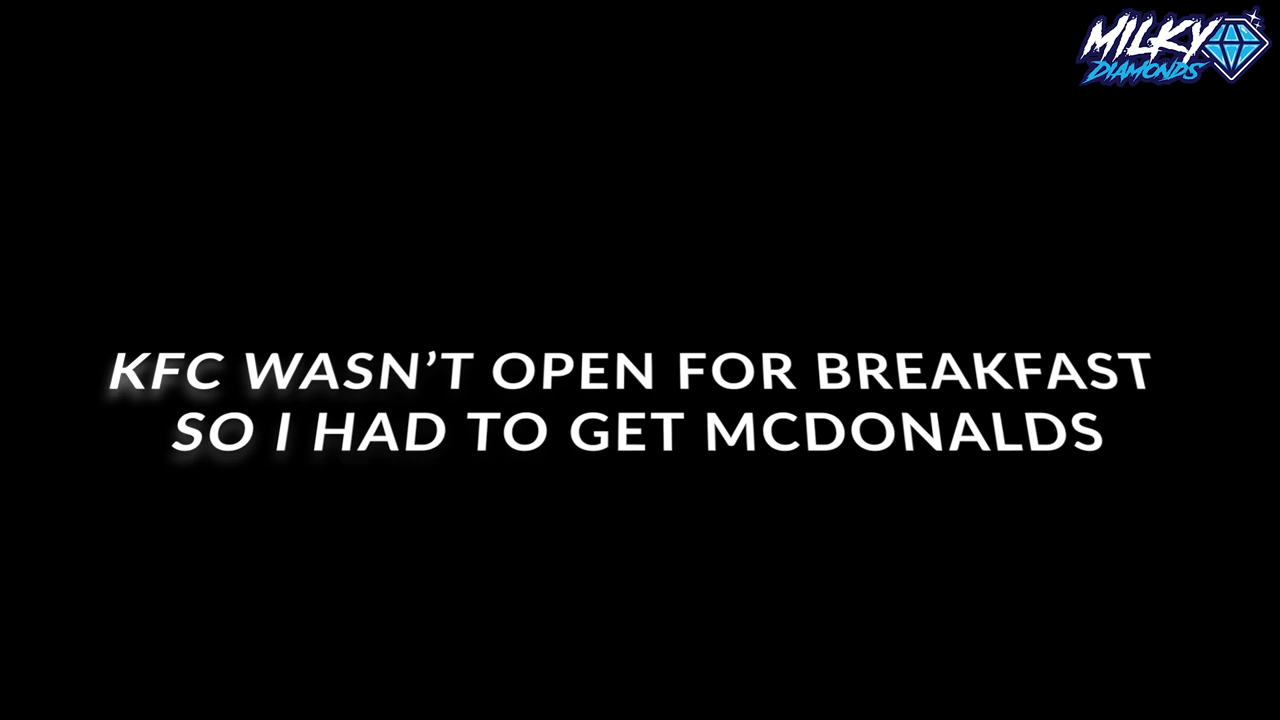 MILKY
DIAMONDS
KFC WASN’T OPEN FOR BREAKFAST
SO I HAD TO GET MCDONALDS